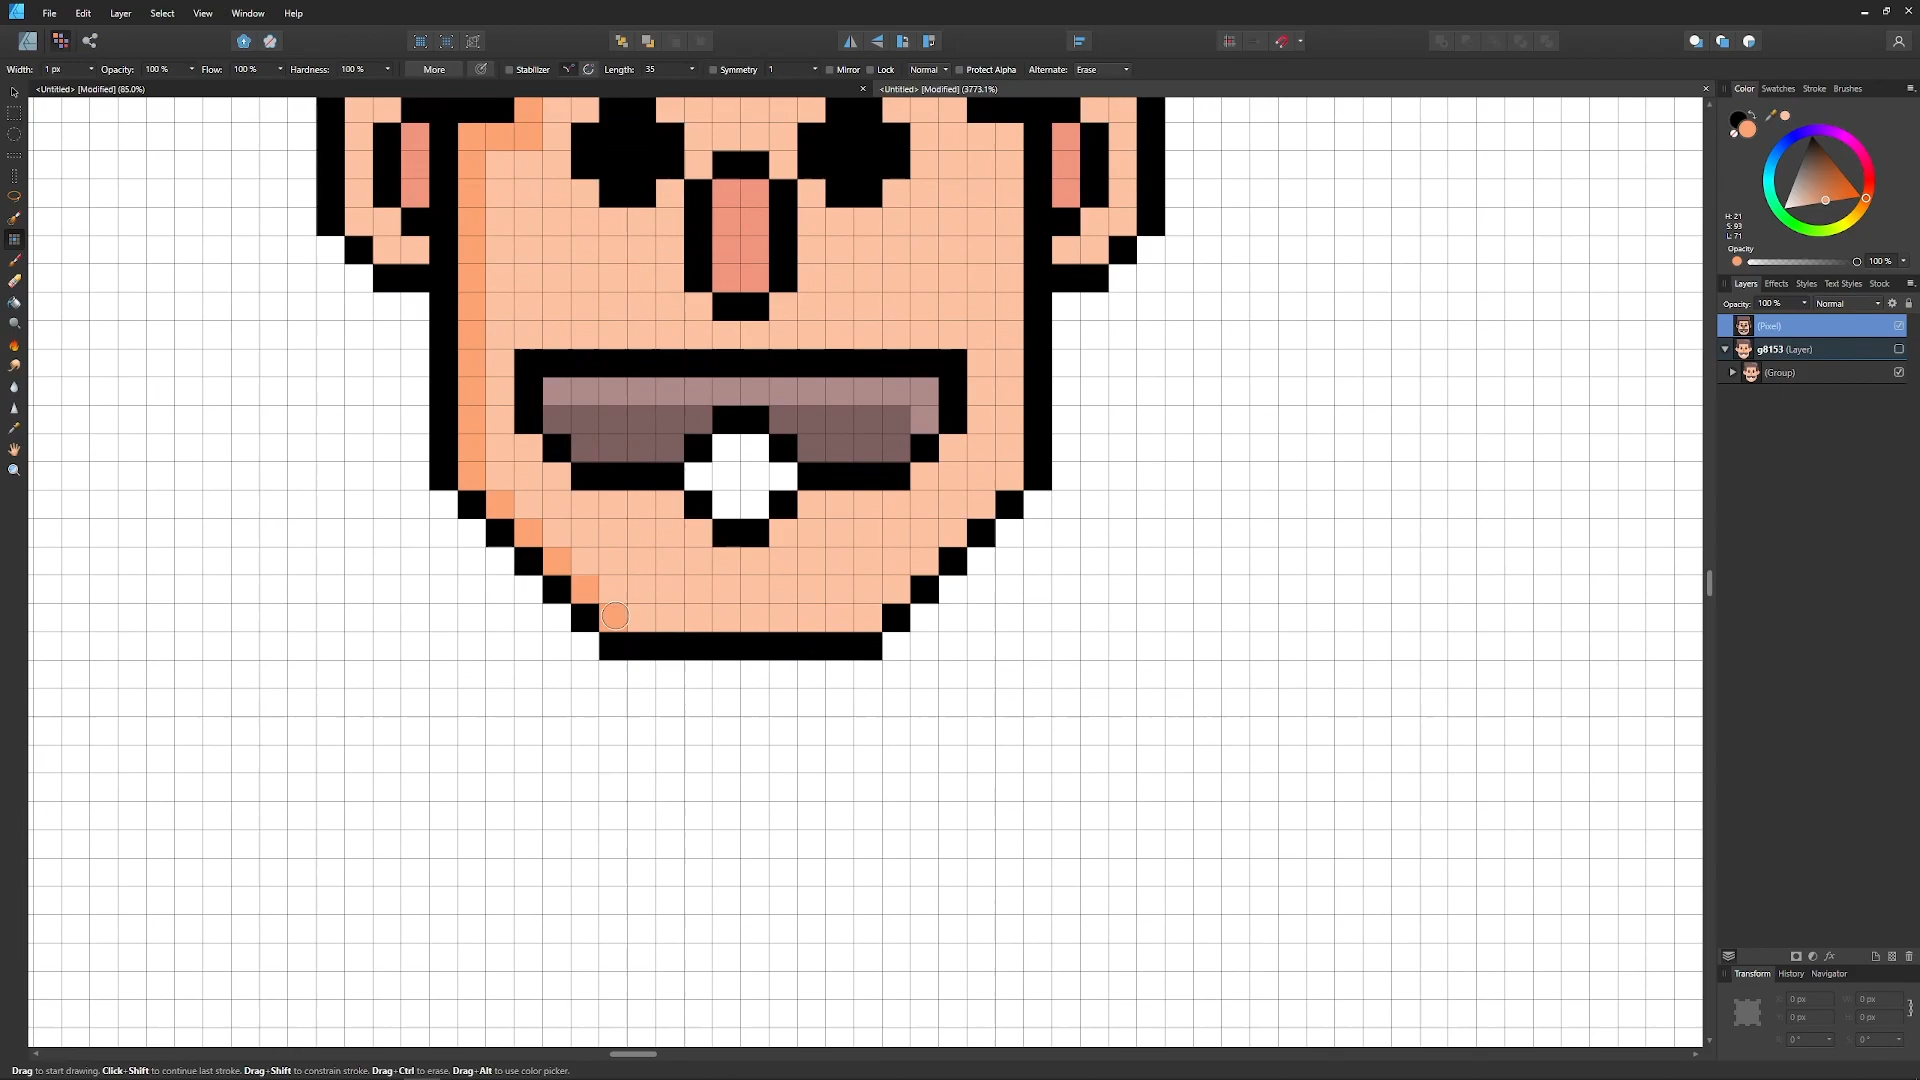 File Edit Layer Select View Window Help
Width: 1 px Opacity: 100 % Flow: 100 % Hardness: 100 % More Stabilizer Length: 35 Symmetry 1 Mirror Lock Normal Protect Alpha Alternate: Erase
<Untitled> [Modified] (85.0%) <Untitled> [Modified] (3773.1%)
Color Swatches Stroke Brushes
H: 21
S: 93
L: 71
Opacity
100 %
Layers Effects Styles Text Styles Stock
Opacity: 100 % Normal
(Pixel)
g8153 (Layer)
(Group)
fx
Transform History Navigator
X: 0 px W: 0 px
Y: 0 px H: 0 px
0 ° 0 °
Drag to start drawing. Click+Shift to continue last stroke. Drag+Shift to constrain stroke. Drag+Ctrl to erase. Drag+Alt to use color picker.